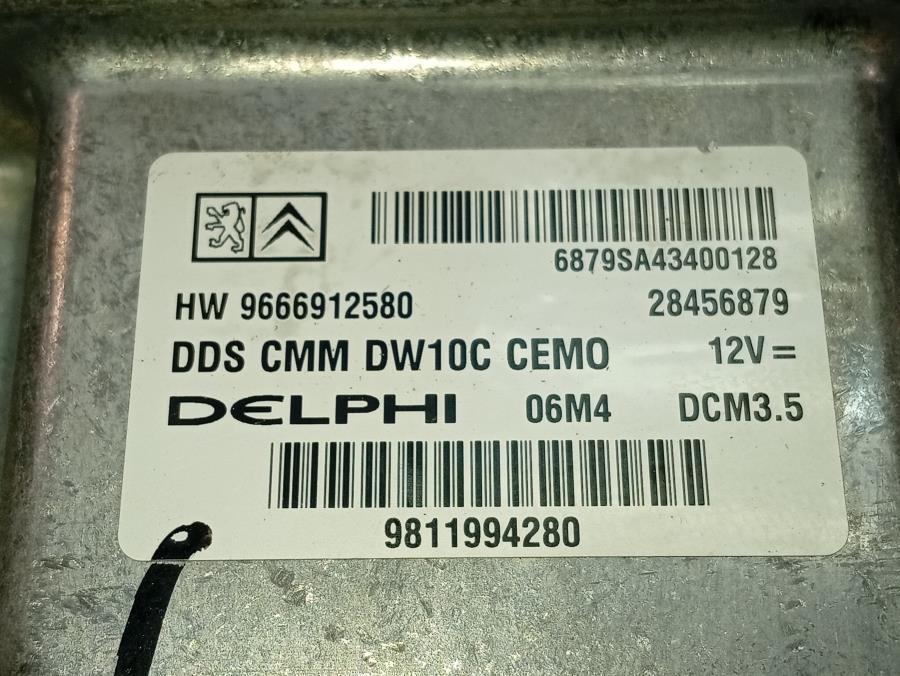 6879SA43400128
HW 9666912580 28456879
DDS CMM DW10C CEMO 12V=
DELPHI 06M4 DCM3.5
9811994280